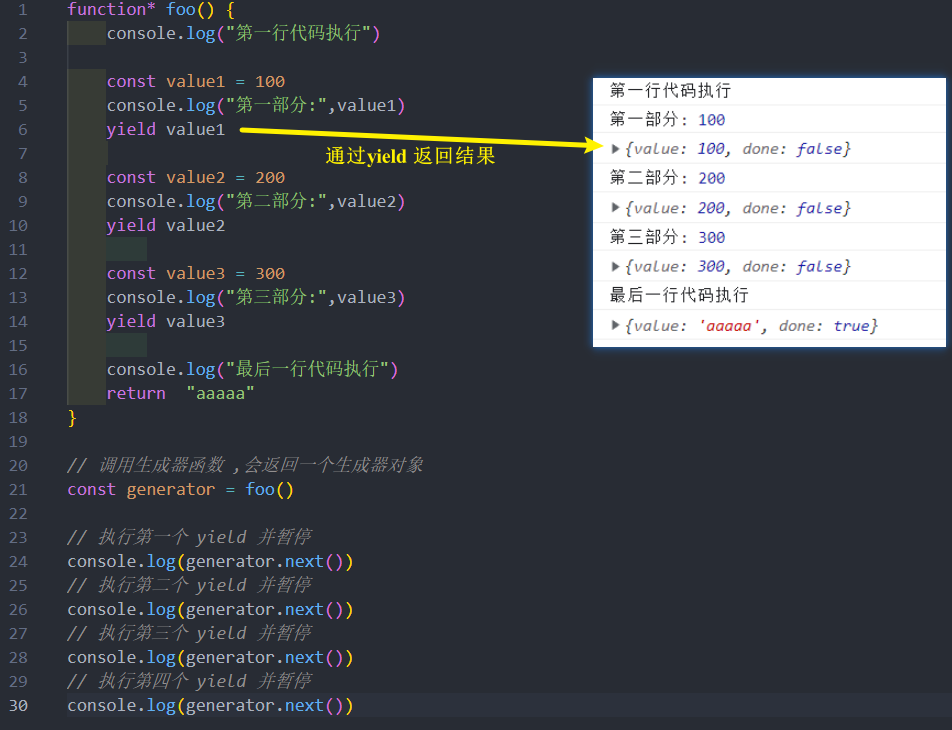 1 function* foo() {
2 console.log("第一行代码执行")
3
4 const value1 = 100
5 console.log("第一部分:",value1)
6 yield value1
7
8 const value2 = 200
9 console.log("第二部分:",value2)
10 yield value2
11
12 const value3 = 300
13 console.log("第三部分:",value3)
14 yield value3
15
16 console.log("最后一行代码执行")
17 return  "aaaaa"
18 }
19
20 // 调用生成器函数 ,会返回一个生成器对象
21 const generator = foo()
22
23 // 执行第一个 yield 并暂停
24 console.log(generator.next())
25 // 执行第二个 yield 并暂停
26 console.log(generator.next())
27 // 执行第三个 yield 并暂停
28 console.log(generator.next())
29 // 执行第四个 yield 并暂停
30 console.log(generator.next())
通过yield 返回结果
第一行代码执行
第一部分: 100
{value: 100, done: false}
第二部分: 200
{value: 200, done: false}
第三部分: 300
{value: 300, done: false}
最后一行代码执行
{value: 'aaaaa', done: true}